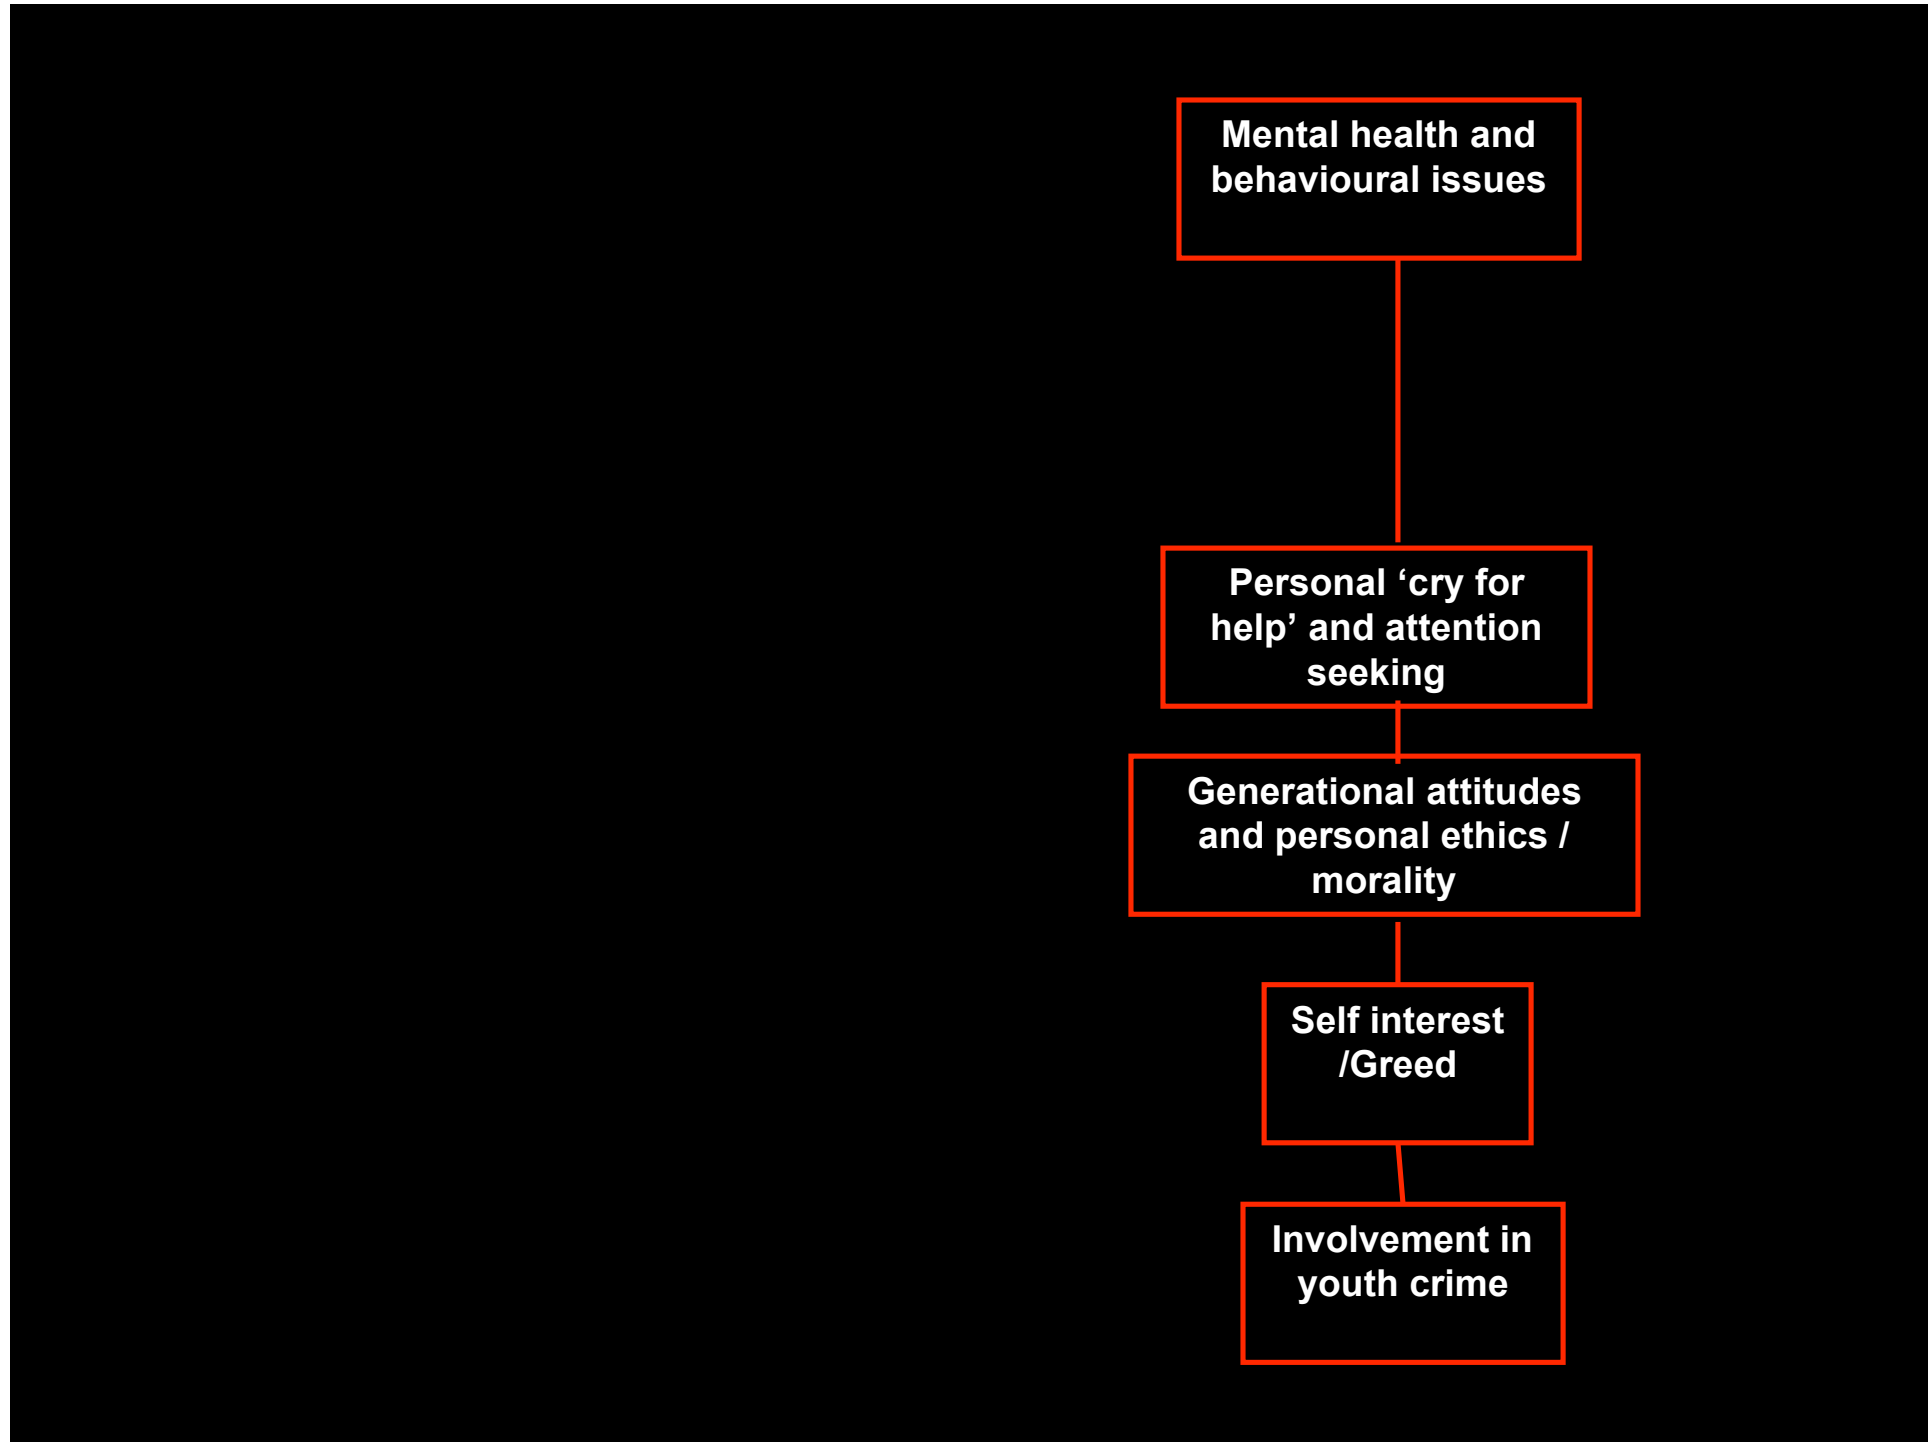 Mental health and
behavioural issues
Personal ‘cry for
help’ and attention
seeking
Generational attitudes
and personal ethics /
morality
Self interest
/Greed
Involvement in
youth crime